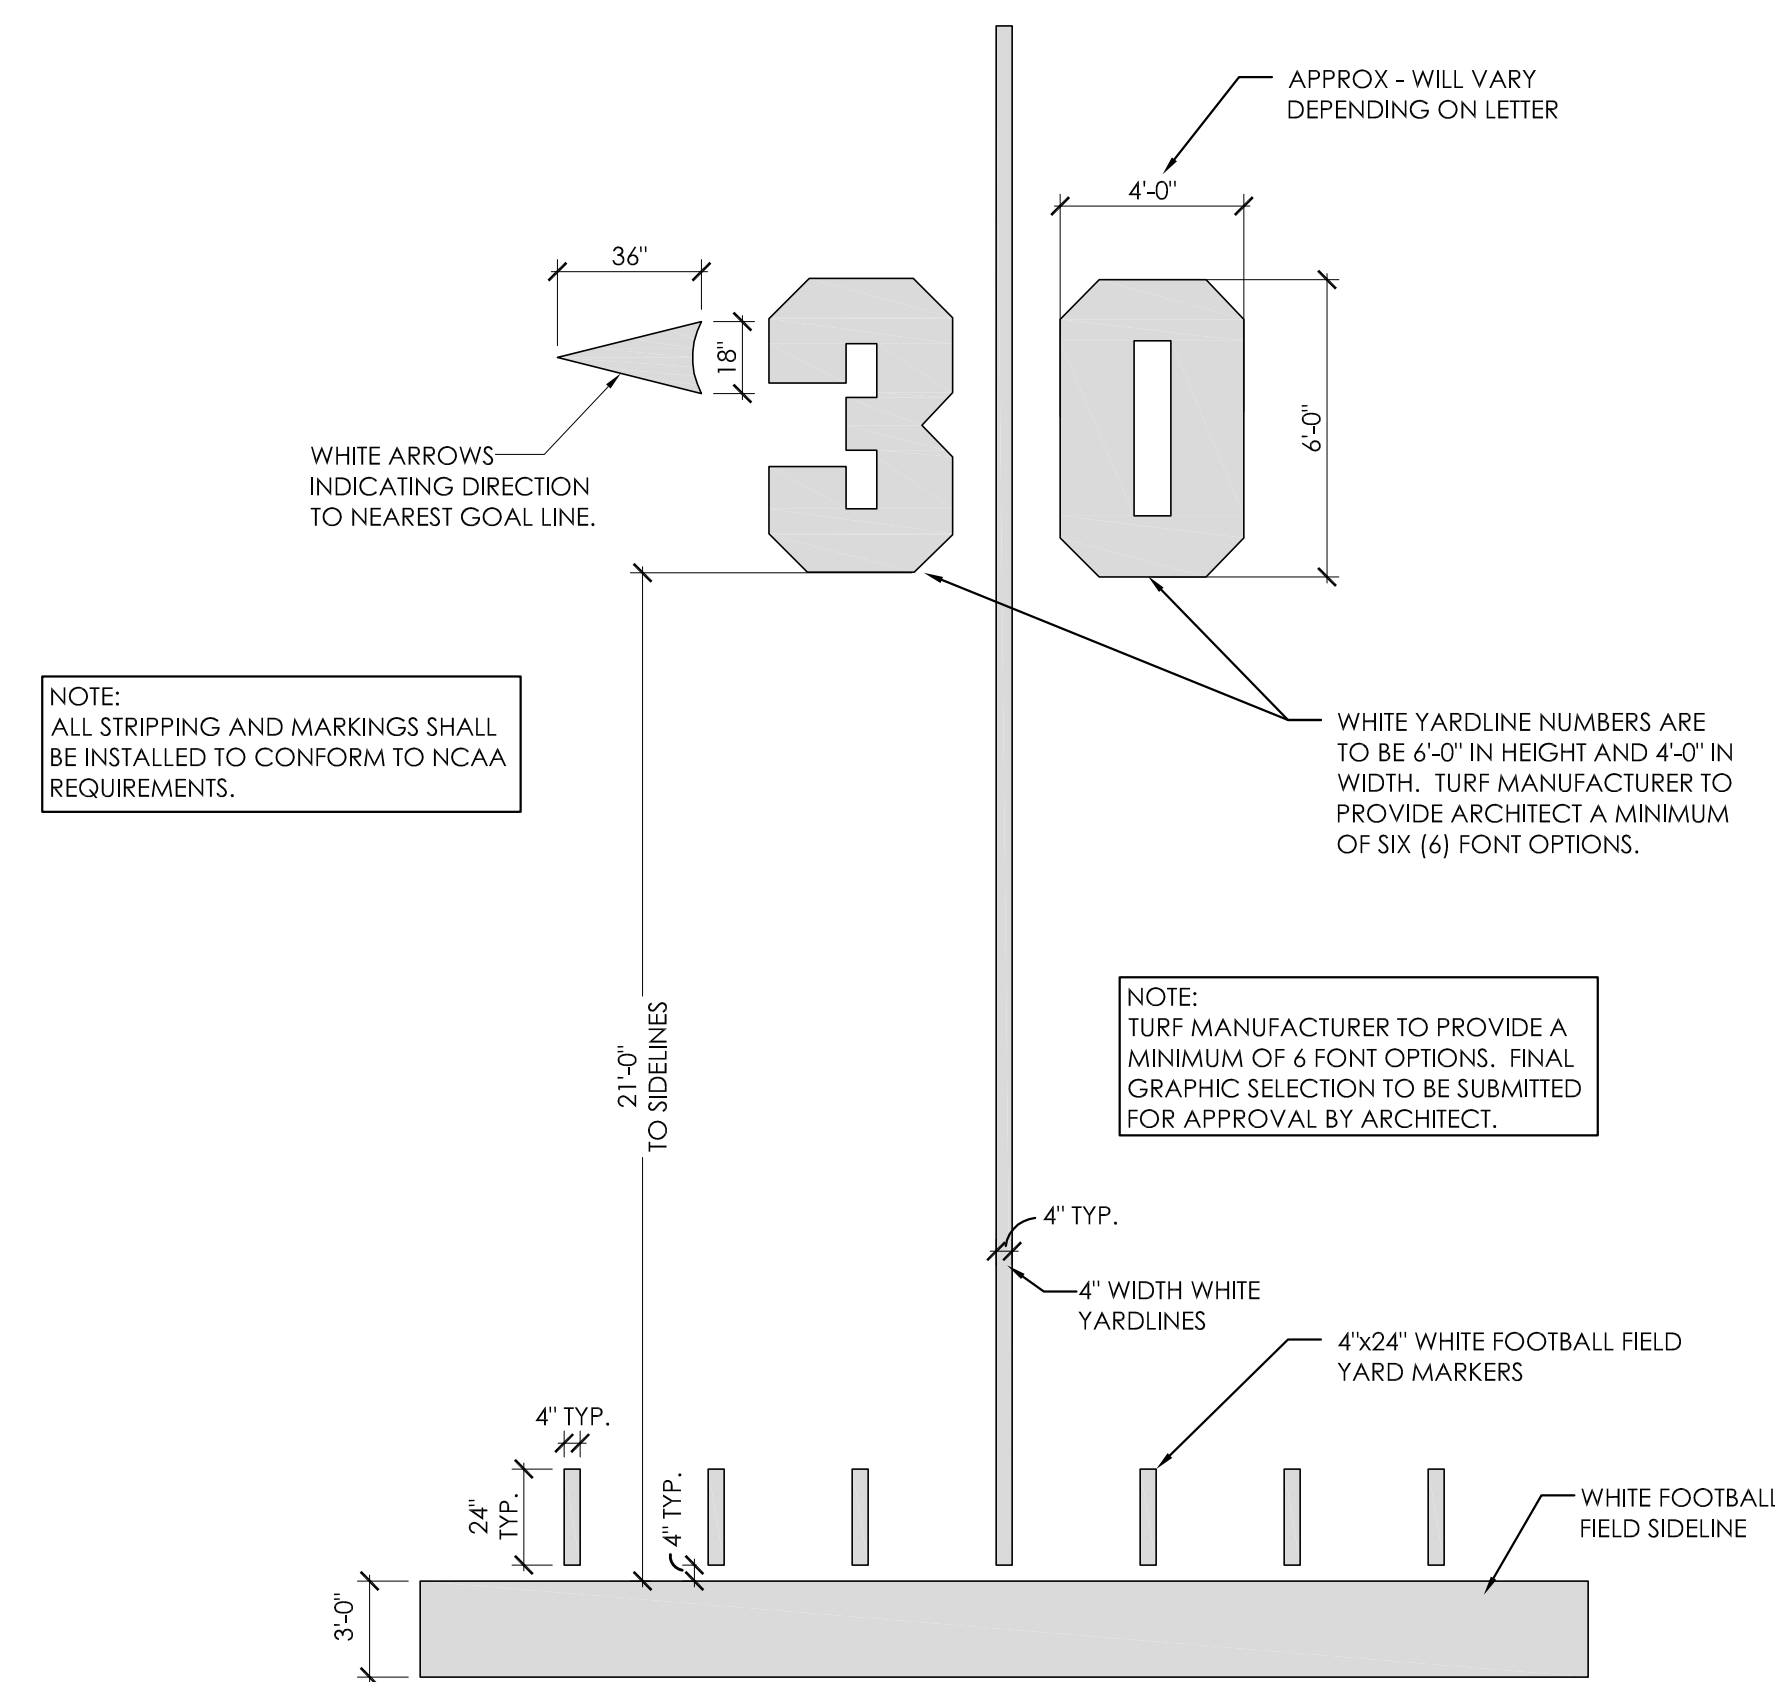 APPROX - WILL VARY
DEPENDING ON LETTER
4'-0"
36"
18"
30
6'-0"
WHITE ARROWS
INDICATING DIRECTION
TO NEAREST GOAL LINE.
NOTE:
ALL STRIPPING AND MARKINGS SHALL
BE INSTALLED TO CONFORM TO NCAA
REQUIREMENTS.
WHITE YARDLINE NUMBERS ARE
TO BE 6'-0" IN HEIGHT AND 4'-0" IN
WIDTH. TURF MANUFACTURER TO
PROVIDE ARCHITECT A MINIMUM
OF SIX (6) FONT OPTIONS.
21'-0"
TO SIDELINES
NOTE:
TURF MANUFACTURER TO PROVIDE A
MINIMUM OF 6 FONT OPTIONS. FINAL
GRAPHIC SELECTION TO BE SUBMITTED
FOR APPROVAL BY ARCHITECT.
4" TYP.
4" WIDTH WHITE
YARDLINES
4"x24" WHITE FOOTBALL FIELD
YARD MARKERS
4" TYP.
24"
TYP.
4" TYP.
WHITE FOOTBALL
FIELD SIDELINE
3'-0"